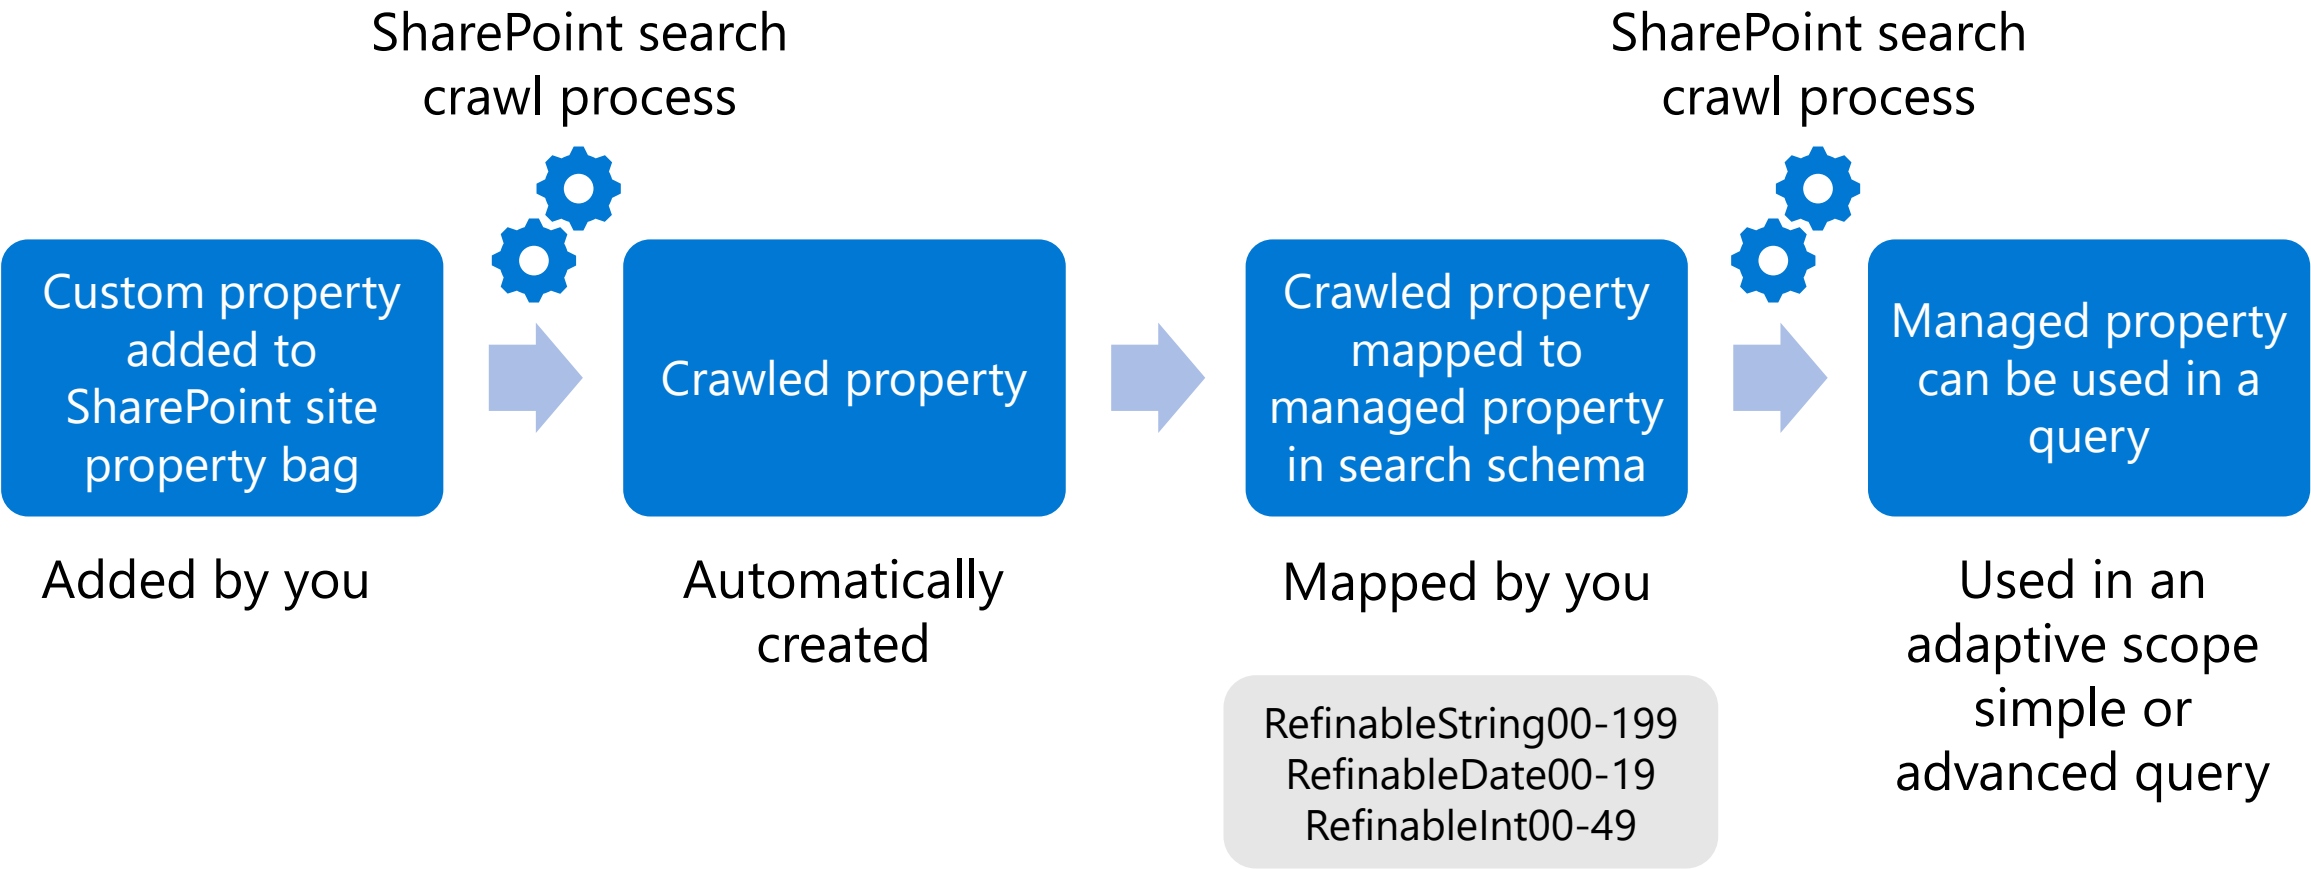 SharePoint search
crawl process
SharePoint search
crawl process
Custom property
added to
SharePoint site
property bag
Crawled property
Crawled property
mapped to
managed property
in search schema
Managed property
can be used in a
query
Added by you
Automatically
created
Mapped by you
RefinableString00-199
RefinableDate00-19
RefinableInt00-49
Used in an
adaptive scope
simple or
advanced query